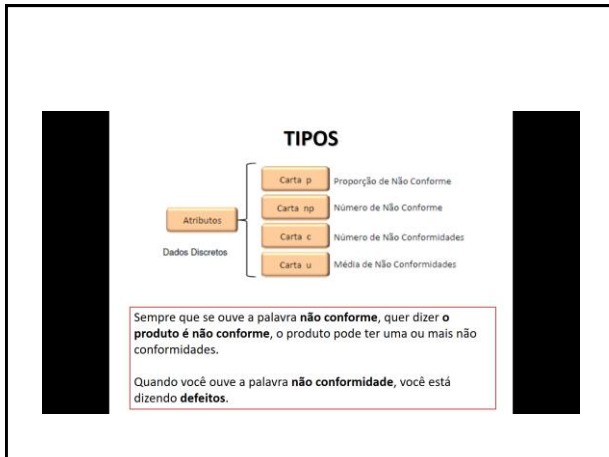 TIPOS
Carta p Proporção de Não Conforme
Carta np Número de Não Conforme
Atributos
Carta c Número de Não Conformidades
Dados Discretos
Carta u Média de Não Conformidades
Sempre que se ouve a palavra não conforme, quer dizer o
produto é não conforme, o produto pode ter uma ou mais não
conformidades.
Quando você ouve a palavra não conformidade, você está
dizendo defeitos.